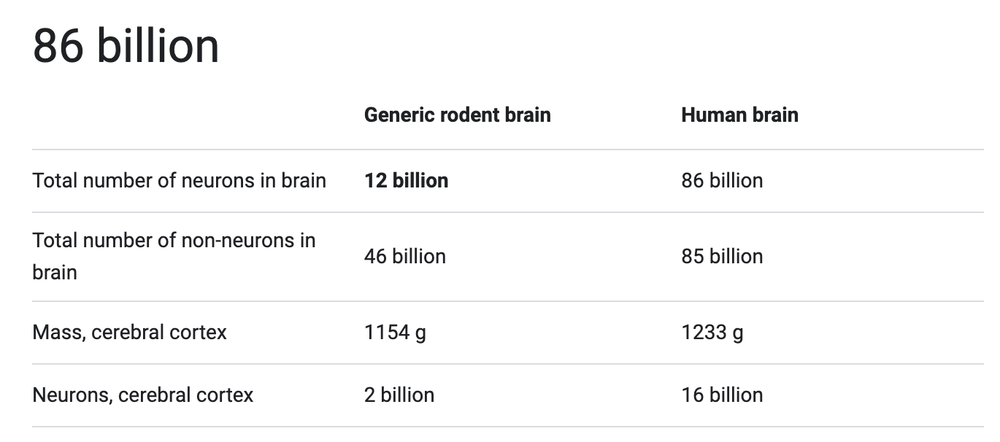 86 billion
Generic rodent brain Human brain
Total number of neurons in brain 12 billion 86 billion
Total number of non-neurons in
brain 46 billion 85 billion
Mass, cerebral cortex 1154 g 1233 g
Neurons, cerebral cortex 2 billion 16 billion